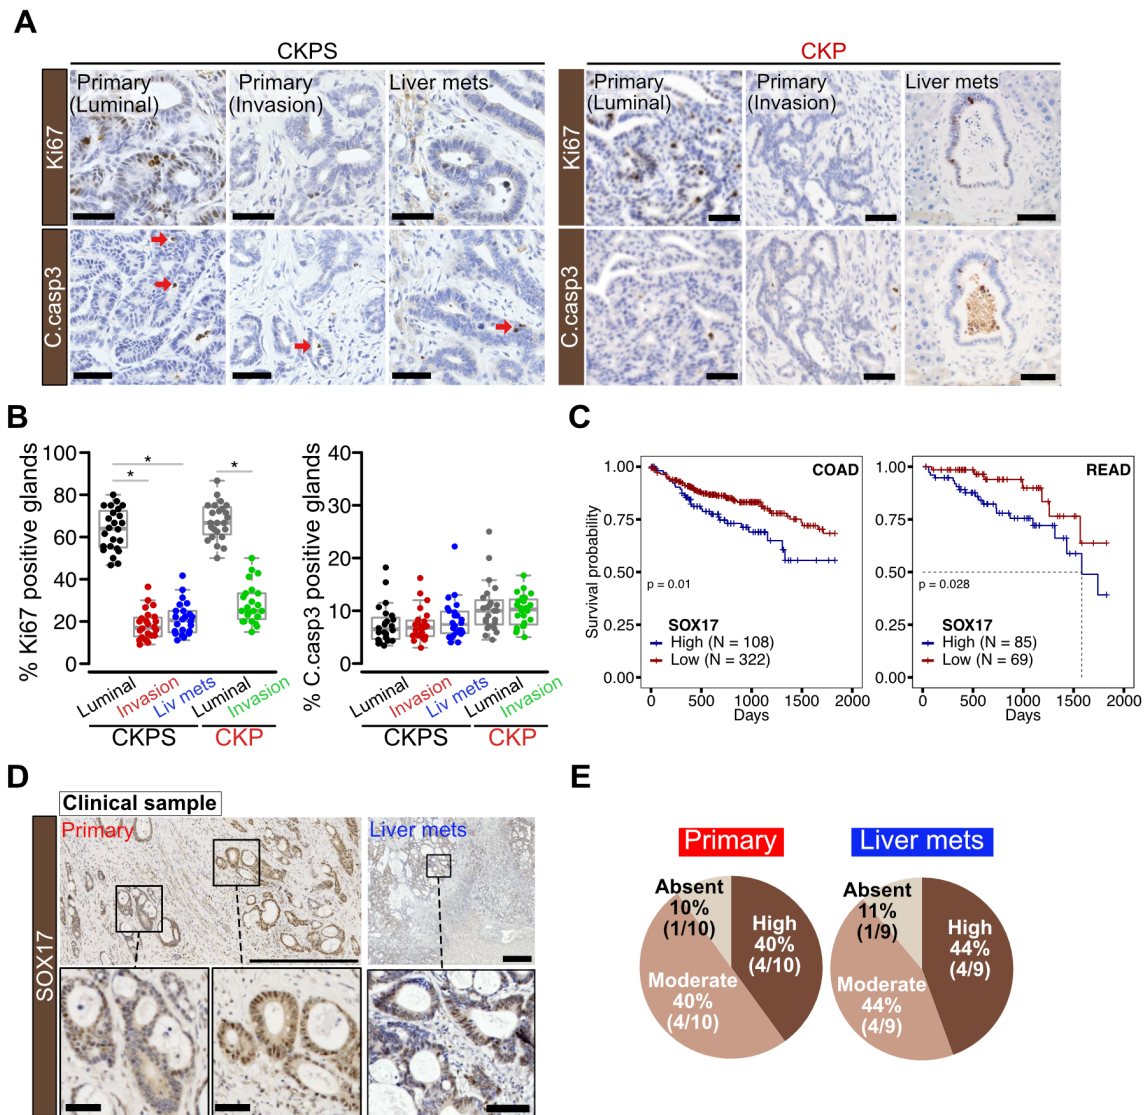 A
CKPS
CKP
Primary
(Luminal)
Primary
(Invasion)
Liver mets
Primary
(Luminal)
Primary
(Invasion)
Liver mets
Ki67
Ki67
C.casp3
C.casp3
B
% Ki67 positive glands
100
80
60
40
20
0
*
*
*
Luminal
Invasion
Liv mets
Luminal
Invasion
CKPS
CKP
% C.casp3 positive glands
40
30
20
10
0
Luminal
Invasion
Liv mets
Luminal
Invasion
CKPS
CKP
C
Survival probability
1.00
0.75
0.50
0.25
0.00
COAD
p = 0.01
SOX17
High (N = 108)
Low (N = 322)
0 500 1000 1500 2000
Days
1.00
0.75
0.50
0.25
0.00
READ
p = 0.028
SOX17
High (N = 85)
Low (N = 69)
0 500 1000 1500 2000
Days
D
Clinical sample
SOX17
Primary
Liver mets
E
Primary
Absent
10%
(1/10)
High
40%
(4/10)
Moderate
40%
(4/10)
Liver mets
Absent
11%
(1/9)
High
44%
(4/9)
Moderate
44%
(4/9)